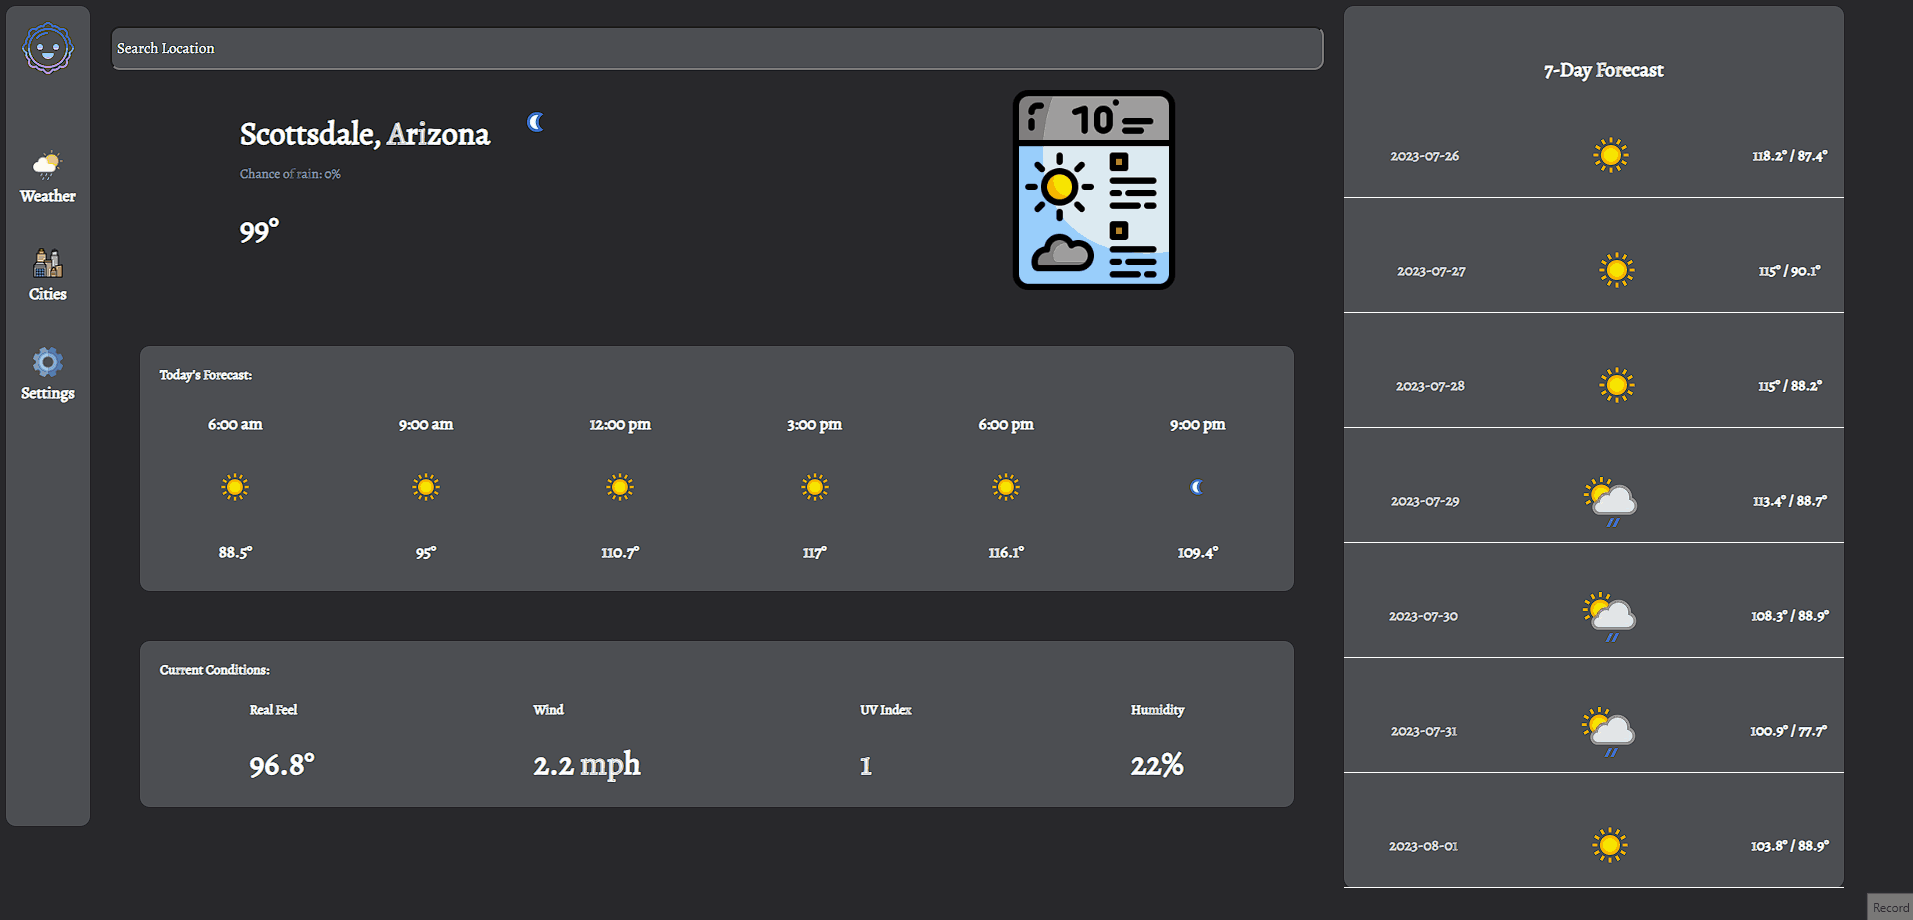 Search Location
Weather
Cities
Settings
Scottsdale, Arizona
Chance of rain: 0%
99°
10°
Today's Forecast:
6:00 am 9:00 am 12:00 pm 3:00 pm 6:00 pm 9:00 pm
88.5° 95° 110.7° 117° 116.1° 109.4°
Current Conditions:
Real Feel Wind UV Index Humidity
96.8° 2.2 mph 1 22%
7-Day Forecast
2023-07-26 118.2° / 87.4°
2023-07-27 115° / 90.1°
2023-07-28 115° / 88.2°
2023-07-29 113.4° / 88.7°
2023-07-30 108.3° / 88.9°
2023-07-31 100.9° / 77.7°
2023-08-01 103.8° / 88.9°
Record